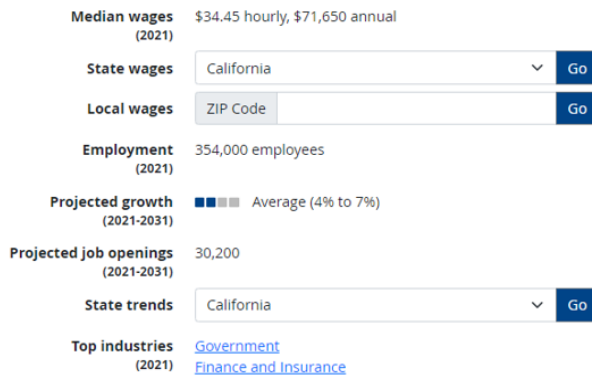 Median wages $34.45 hourly, $71,650 annual
(2021)
State wages California Go
Local wages ZIP Code Go
Employment 354,000 employees
(2021)
Projected growth Average (4% to 7%)
(2021-2031)
Projected job openings 30,200
(2021-2031)
State trends California Go
Top industries Government
(2021) Finance and Insurance